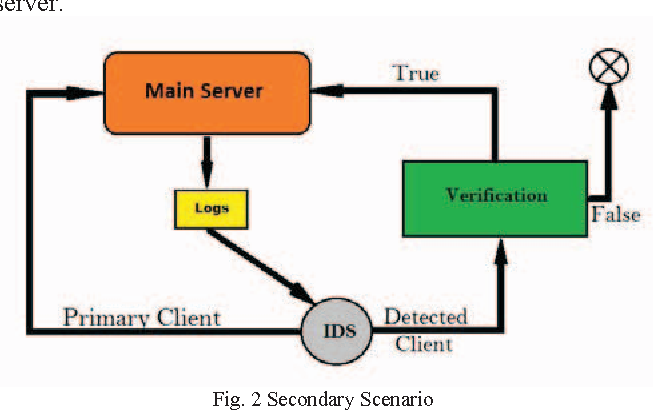 server.
True
Main Server
Verification
Logs
False
Primary Client
IDS
Detected
Client
Fig. 2 Secondary Scenario